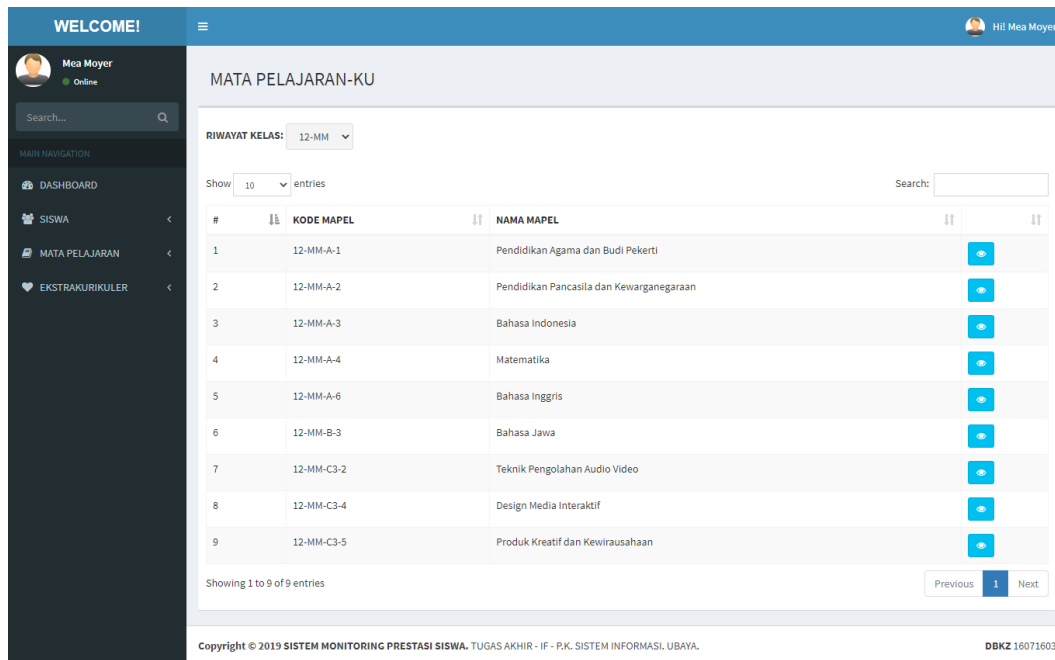 WELCOME!
Hi! Mea Moyer
Mea Moyer
Online
Search...
MAIN NAVIGATION
DASHBOARD
SISWA
MATA PELAJARAN
EKSTRAKURIKULER
MATA PELAJARAN-KU
RIWAYAT KELAS: 12-MM
Show 10 entries Search:
# KODE MAPEL NAMA MAPEL
1 12-MM-A-1 Pendidikan Agama dan Budi Pekerti
2 12-MM-A-2 Pendidikan Pancasila dan Kewarganegaraan
3 12-MM-A-3 Bahasa Indonesia
4 12-MM-A-4 Matematika
5 12-MM-A-6 Bahasa Inggris
6 12-MM-B-3 Bahasa Jawa
7 12-MM-C3-2 Teknik Pengolahan Audio Video
8 12-MM-C3-4 Design Media Interaktif
9 12-MM-C3-5 Produk Kreatif dan Kewirausahaan
Showing 1 to 9 of 9 entries Previous 1 Next
Copyright © 2019 SISTEM MONITORING PRESTASI SISWA. TUGAS AKHIR - IF - P.K. SISTEM INFORMASI. UBAYA. DBKZ 16071603